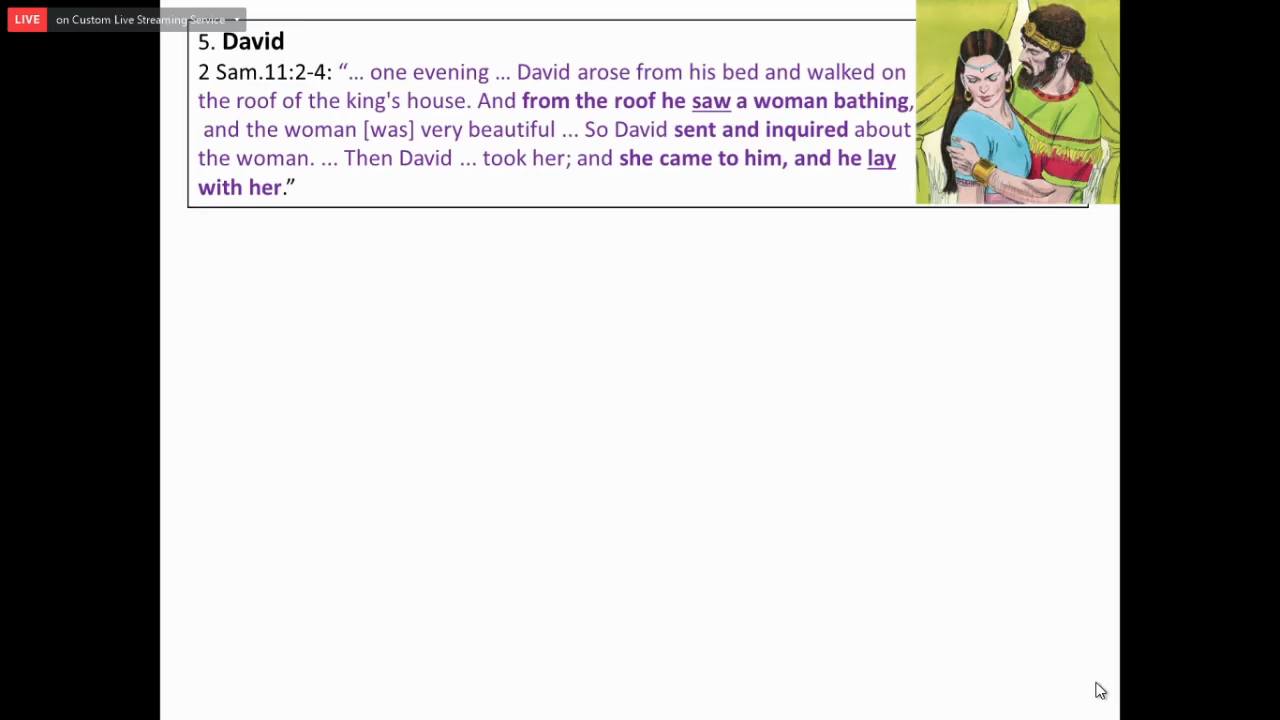 LIVE on Custom Live Streaming Service
5. David
2 Sam.11:2-4: “... one evening ... David arose from his bed and walked on
the roof of the king's house. And from the roof he saw a woman bathing,
and the woman [was] very beautiful ... So David sent and inquired about
the woman. ... Then David ... took her; and she came to him, and he lay
with her.”